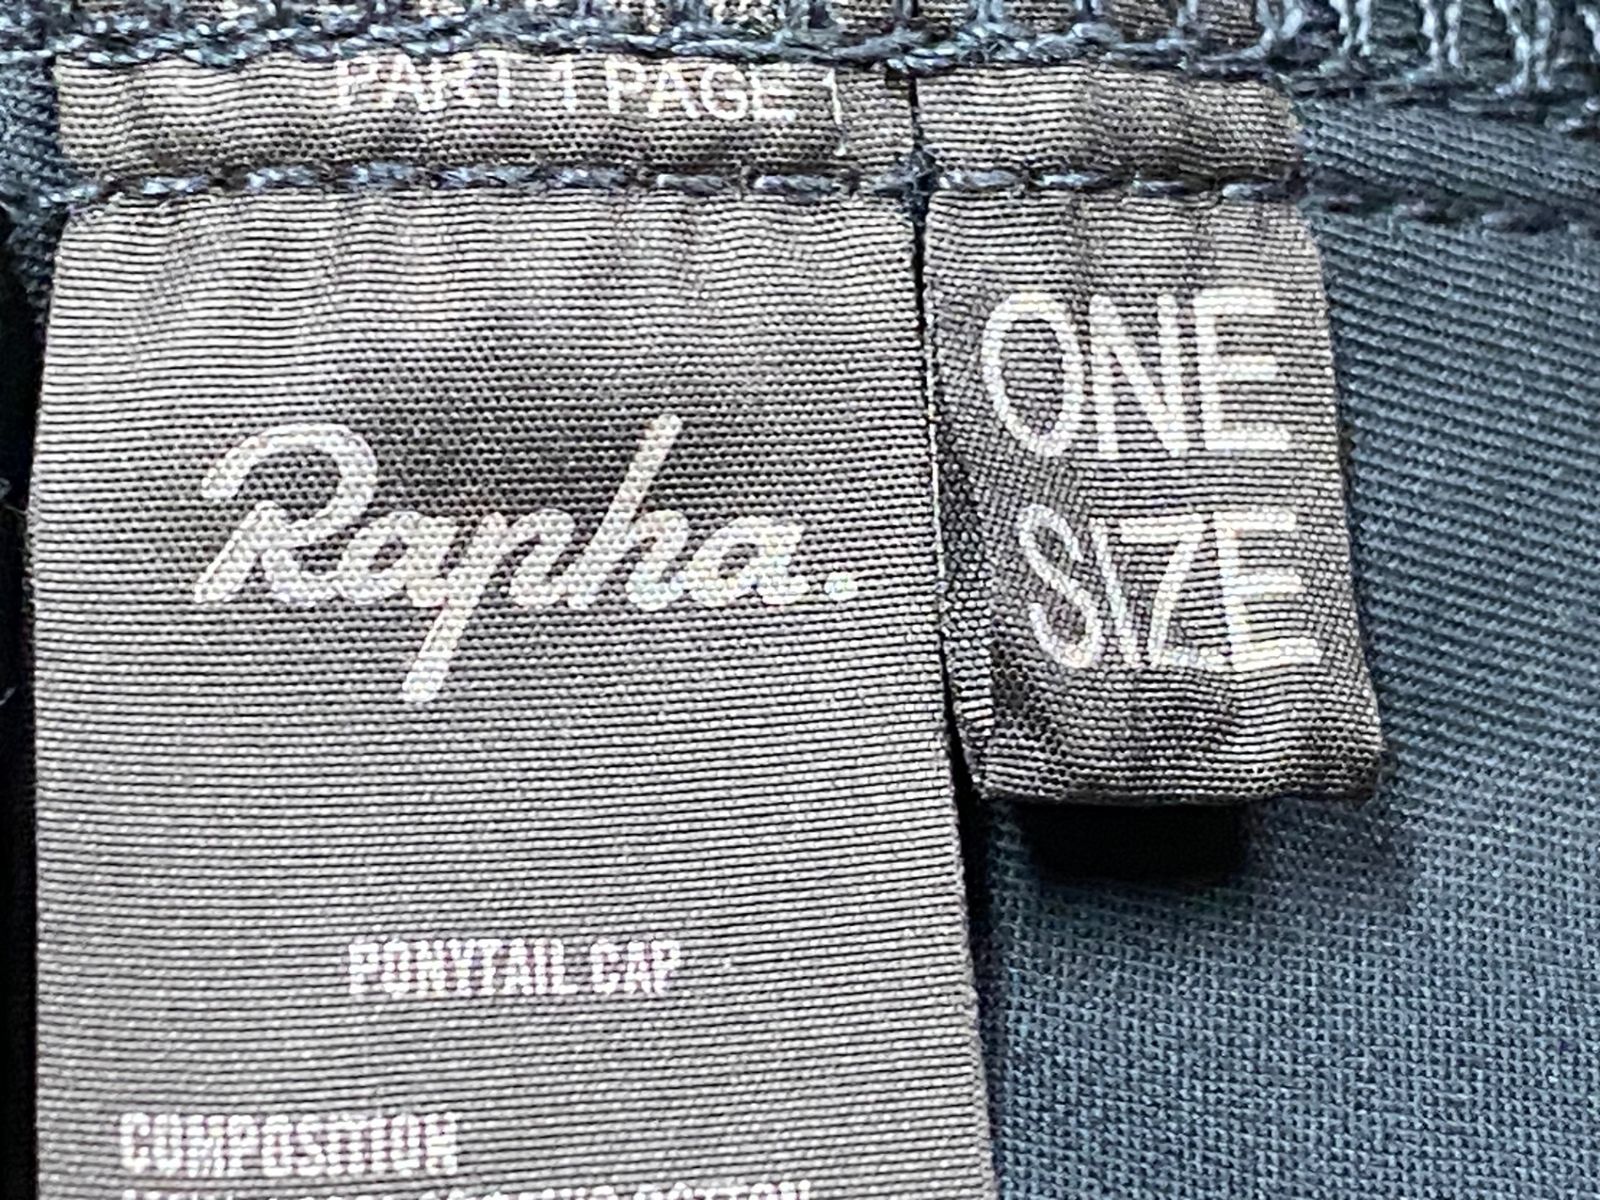 PART 1 PAGE 1
Rapha.
ONE
SIZE
PONYTAIL CAP
COMPOSITION